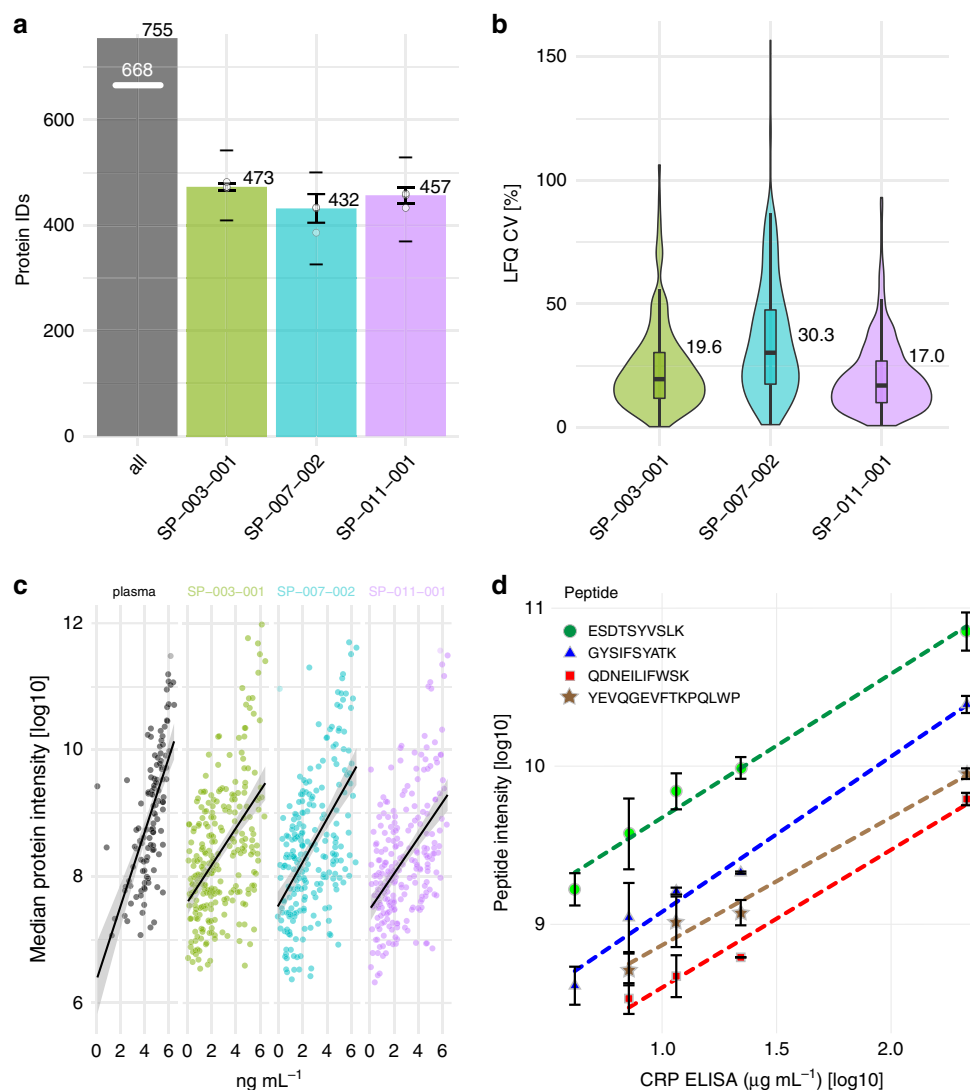 a
755
668
473
432
457
Protein IDs
600
400
200
0
all
SP-003-001
SP-007-002
SP-011-001
b
LFQ CV [%]
150
100
50
0
19.6
30.3
17.0
SP-003-001
SP-007-002
SP-011-001
c
plasma
SP-003-001
SP-007-002
SP-011-001
Median protein intensity [log10]
12
10
8
6
0 2 4 6 0 2 4 6 0 2 4 6 0 2 4 6
ng mL⁻¹
d
Peptide
ESDTSYVSLK
GYSIFSYATK
QDNEILIFWSK
YEVQGEVFTKPQLWP
Peptide intensity [log10]
11
10
9
1.0 1.5 2.0
CRP ELISA (μg mL⁻¹) [log10]